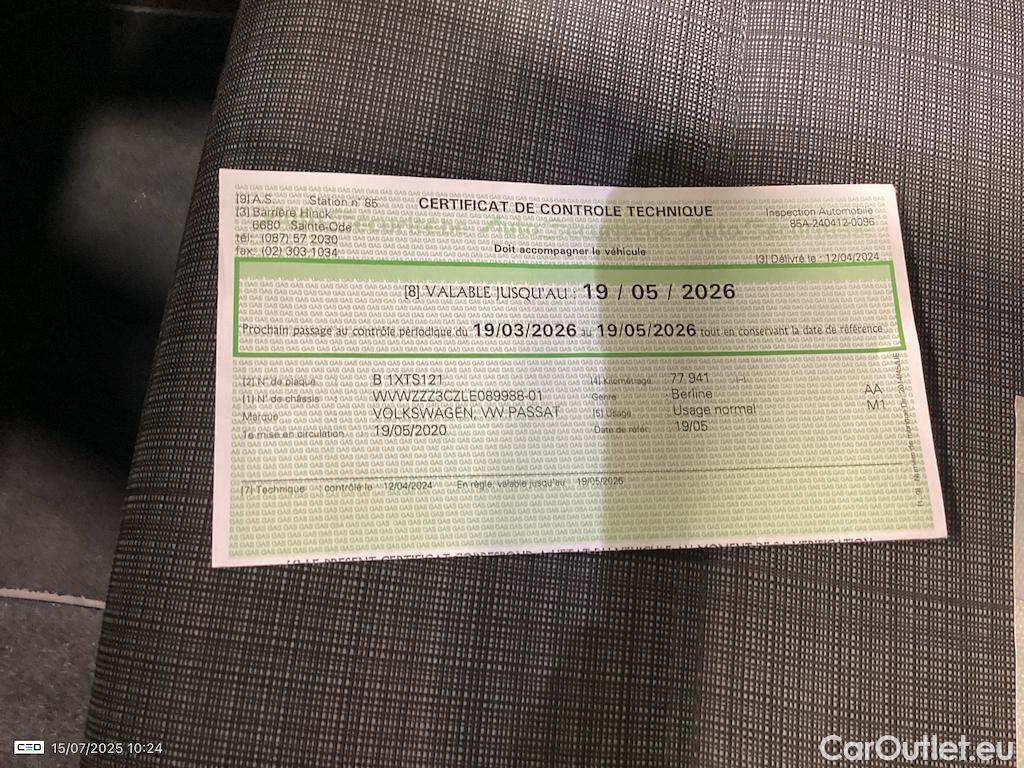 [9] A.S. Station n° 85
CERTIFICAT DE CONTROLE TECHNIQUE
Inspection Automobile
[3] Barrière Hinck
85A-240412-0096
6680 Sainte-Ode
tél.: (087) 57 2030
Doit accompagner le véhicule
fax: (02) 303 1034
[3] Délivré le : 12/04/2024
[8] VALABLE JUSQU'AU : 19 / 05 / 2026
Prochain passage au contrôle périodique du 19/03/2026 au 19/05/2026 tout en conservant la date de référence
[2] N° de plaque B 1XTS121
[4] Kilométrage 77 941 [--]
[1] N° de châssis WVWZZZ3CZLE089988-01
Genre Berline AA
Marque VOLKSWAGEN, VW PASSAT
[5] Usage Usage normal M1
1e mise en circulation 19/05/2020
Date de référ. 19/05
[7] Technique contrôlé le 12/04/2024 En règle, valable jusqu'au 19/05/2026
CEO 15/07/2025 10:24
CarOutlet.eu